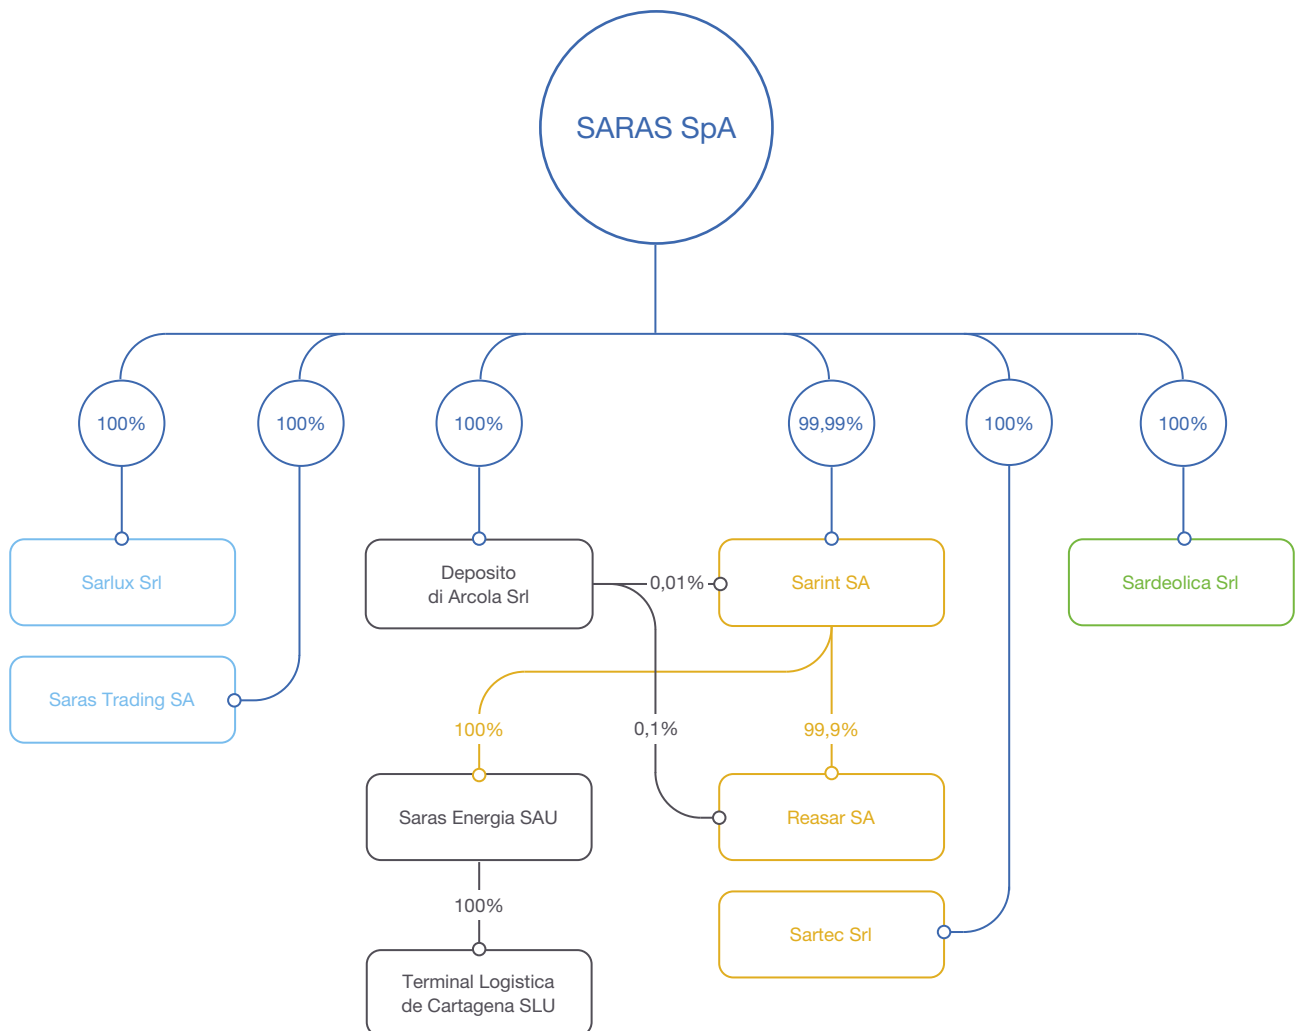 SARAS SpA
100%
100%
100%
99,99%
100%
100%
Sarlux Srl
Deposito
di Arcola Srl
0,01%
Sarint SA
Sardeolica Srl
Saras Trading SA
100%
0,1%
99,9%
Saras Energia SAU
Reasar SA
100%
Sartec Srl
Terminal Logistica
de Cartagena SLU